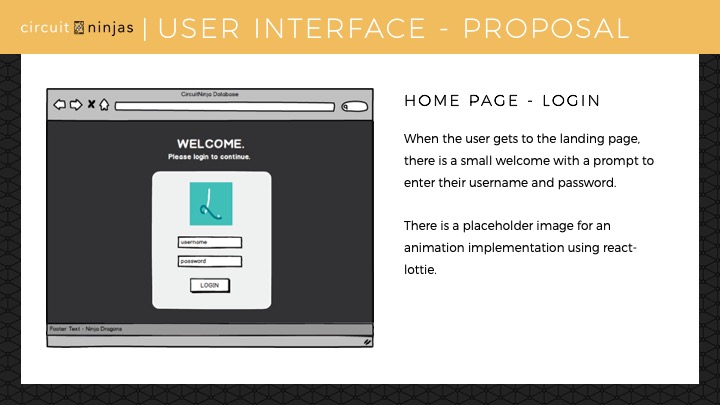 circuit ninjas | USER INTERFACE - PROPOSAL
CircuitNinja Database
WELCOME.
Please login to continue.
username
password
LOGIN
Footer Text - Ninja Dragons
HOME PAGE - LOGIN
When the user gets to the landing page,
there is a small welcome with a prompt to
enter their username and password.
There is a placeholder image for an
animation implementation using react-
lottie.